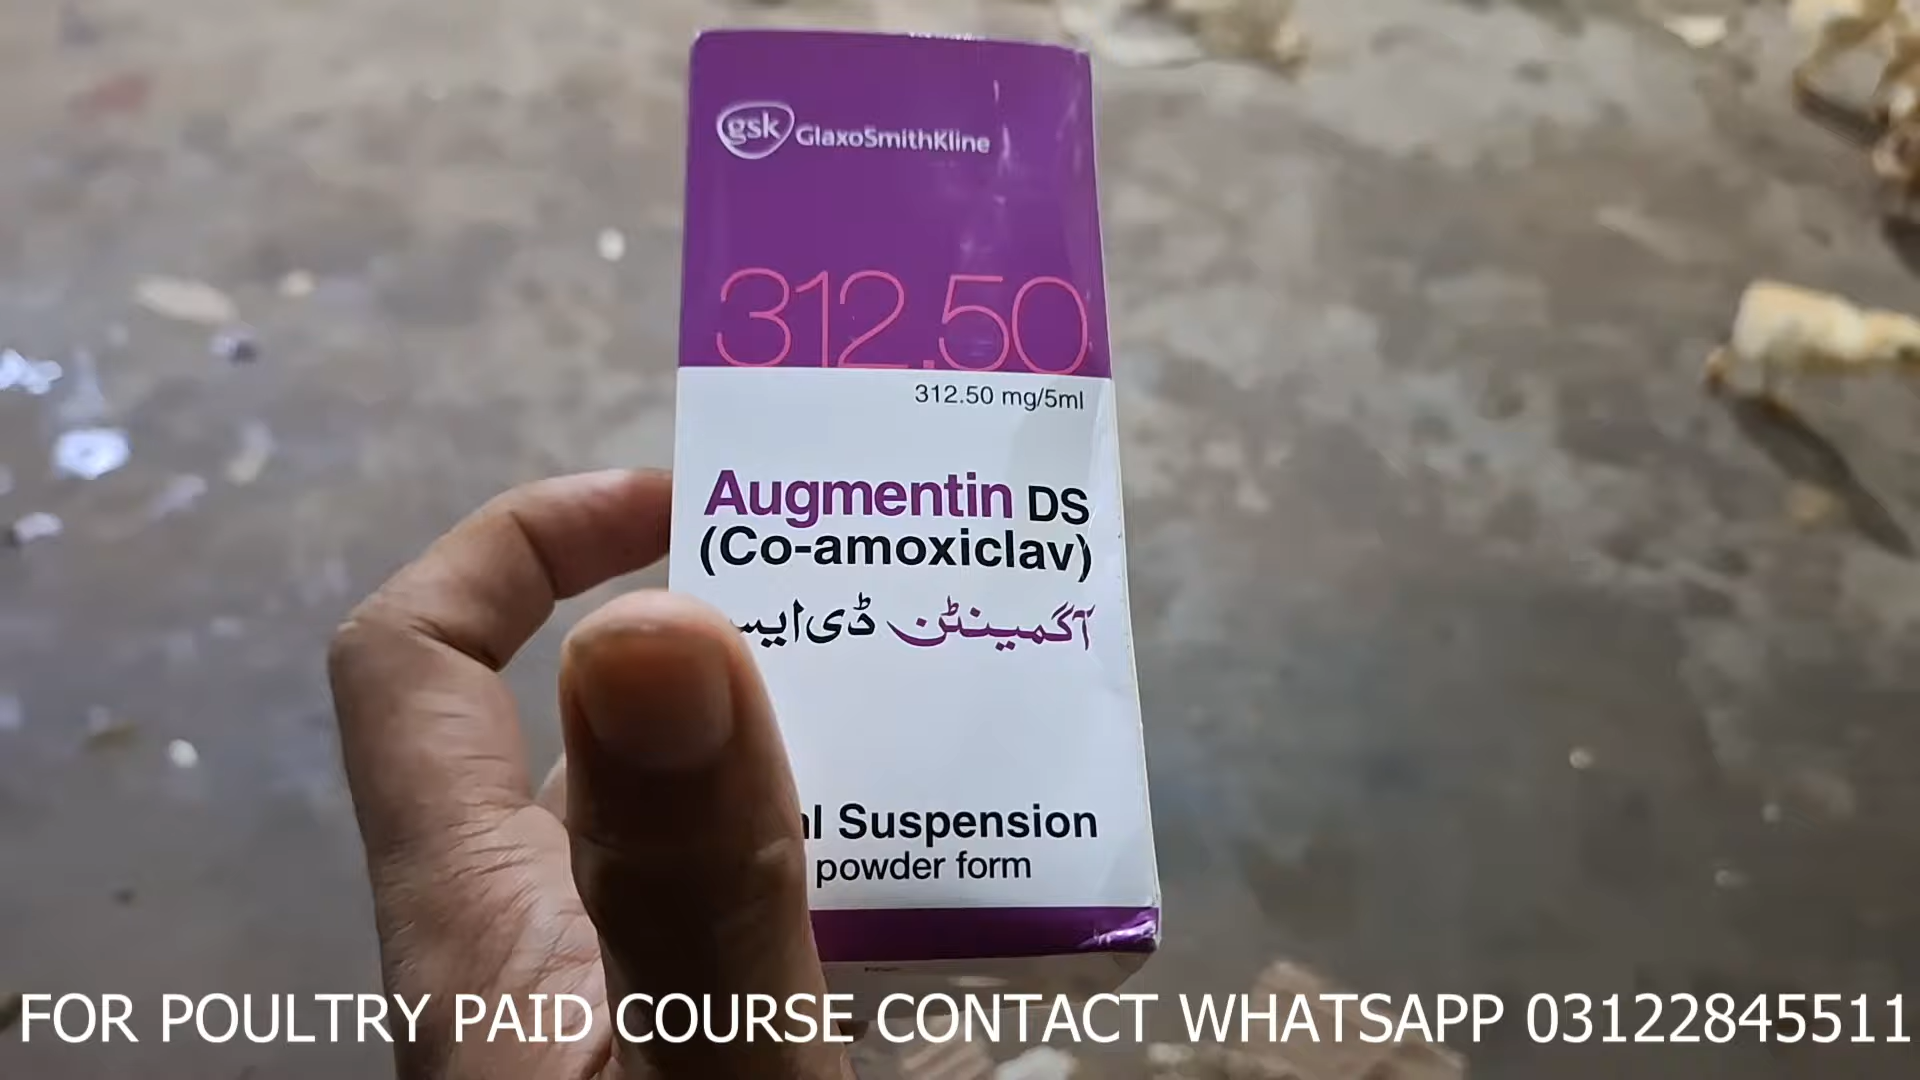 gsk GlaxoSmithKline
312.50
312.50 mg/5ml
Augmentin DS
(Co-amoxiclav)
آگمینٹن ڈی
Suspension
powder form
FOR POULTRY PAID COURSE CONTACT WHATSAPP 03122845511